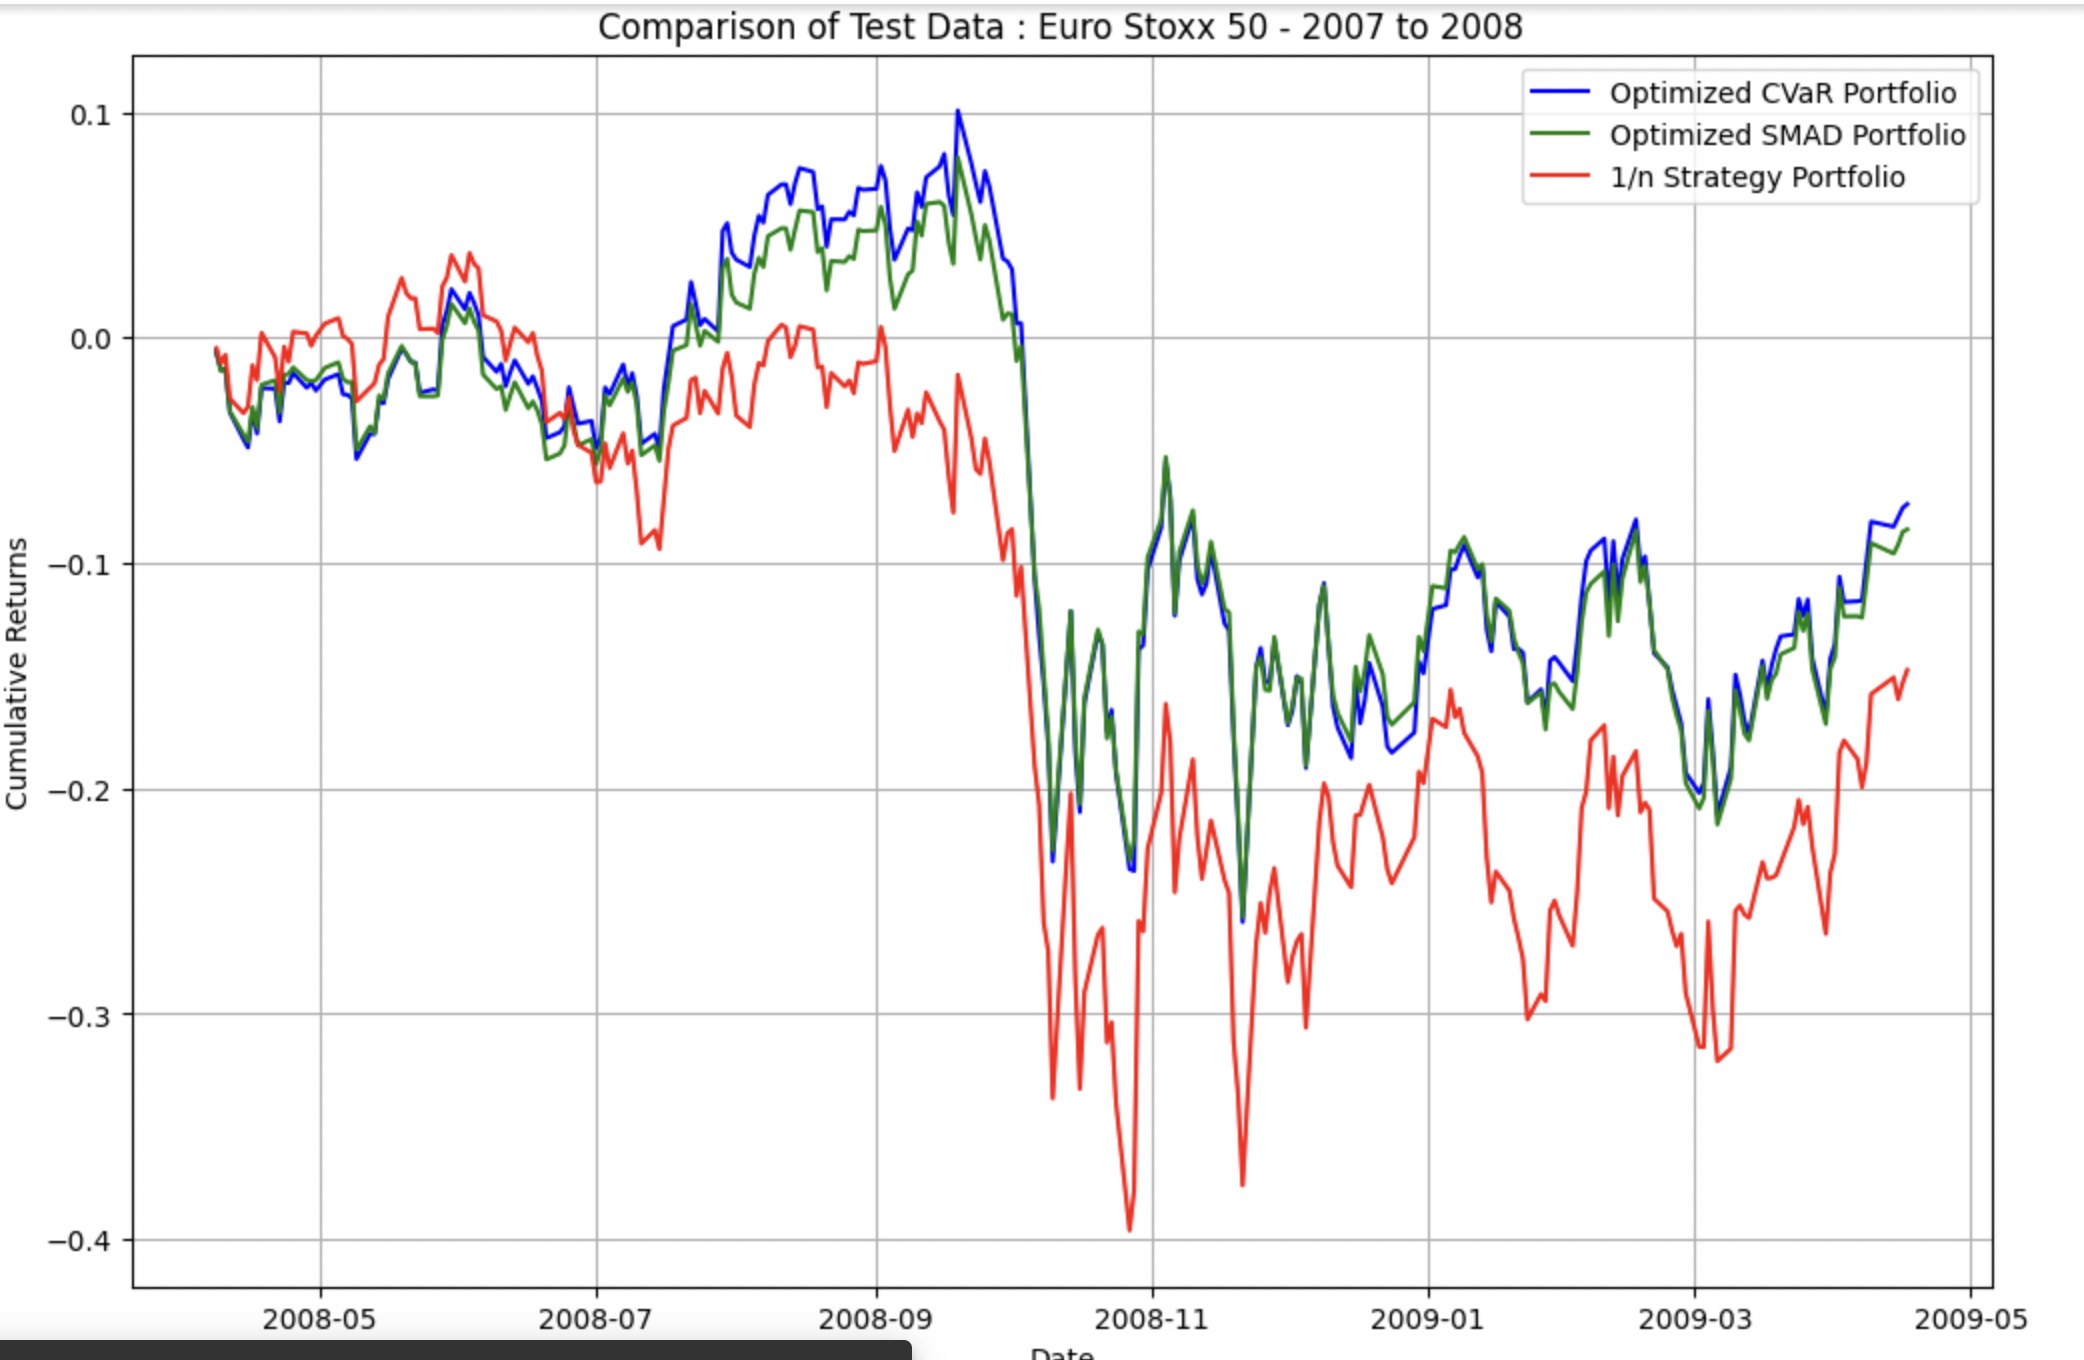 Comparison of Test Data : Euro Stoxx 50 - 2007 to 2008
Optimized CVaR Portfolio
Optimized SMAD Portfolio
1/n Strategy Portfolio
Cumulative Returns
0.1
0.0
−0.1
−0.2
−0.3
−0.4
2008-05 2008-07 2008-09 2008-11 2009-01 2009-03 2009-05
Date